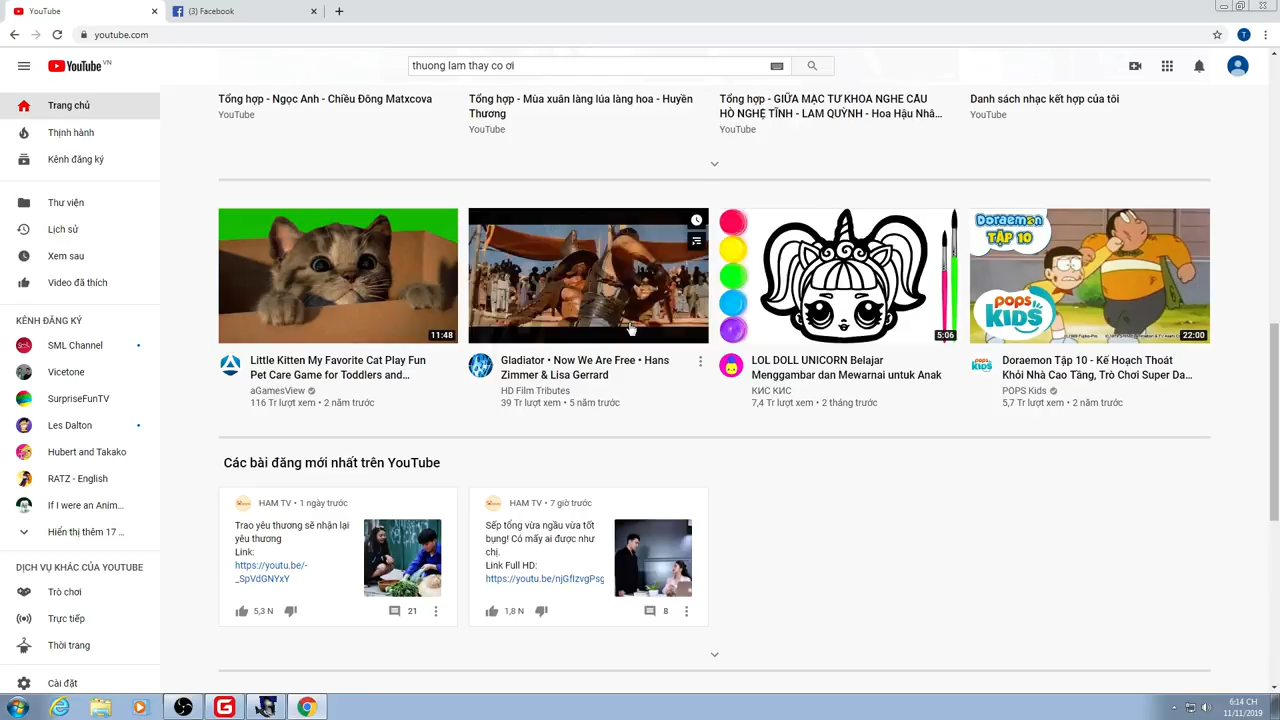 YouTube
(3) Facebook
youtube.com
YouTube VN
thuong lam thay co ơi
Trang chủ
Thịnh hành
Kênh đăng ký
Thư viện
Lịch sử
Xem sau
Video đã thích
KÊNH ĐĂNG KÝ
SML Channel
Vicetone
SurpriseFunTV
Les Dalton
Hubert and Takako
RATZ - English
If I were an Anim...
Hiển thị thêm 17 ...
DỊCH VỤ KHÁC CỦA YOUTUBE
Trò chơi
Trực tiếp
Thời trang
Cài đặt
Tổng hợp - Ngọc Anh - Chiều Đông Matxcova
YouTube
Tổng hợp - Mùa xuân làng lúa làng hoa - Huyền
Thương
YouTube
Tổng hợp - GIỮA MẠC TƯ KHOA NGHE CÂU
HÒ NGHỆ TĨNH - LAM QUỲNH - Hoa Hậu Nhâ...
YouTube
Danh sách nhạc kết hợp của tôi
YouTube
11:48
Little Kitten My Favorite Cat Play Fun
Pet Care Game for Toddlers and...
aGamesView
116 Tr lượt xem • 2 năm trước
Gladiator • Now We Are Free • Hans
Zimmer & Lisa Gerrard
HD Film Tributes
39 Tr lượt xem • 5 năm trước
5:06
LOL DOLL UNICORN Belajar
Menggambar dan Mewarnai untuk Anak
КИС КИС
7,4 Tr lượt xem • 2 tháng trước
Doraemon
TẬP 10
POPS
KIDS
22:00
Doraemon Tập 10 - Kế Hoạch Thoát
Khỏi Nhà Cao Tầng, Trò Chơi Super Da...
POPS Kids
5,7 Tr lượt xem • 2 năm trước
Các bài đăng mới nhất trên YouTube
HAM TV • 1 ngày trước
Trao yêu thương sẽ nhận lại
yêu thương
Link:
https://youtu.be/-
_SpVdGNYxY
5,3 N
21
HAM TV • 7 giờ trước
Sếp tổng vừa ngầu vừa tốt
bụng! Có mấy ai được như
chị.
Link Full HD:
https://youtu.be/njGfIzvgPsg
1,8 N
8
6:14 CH
11/11/2019